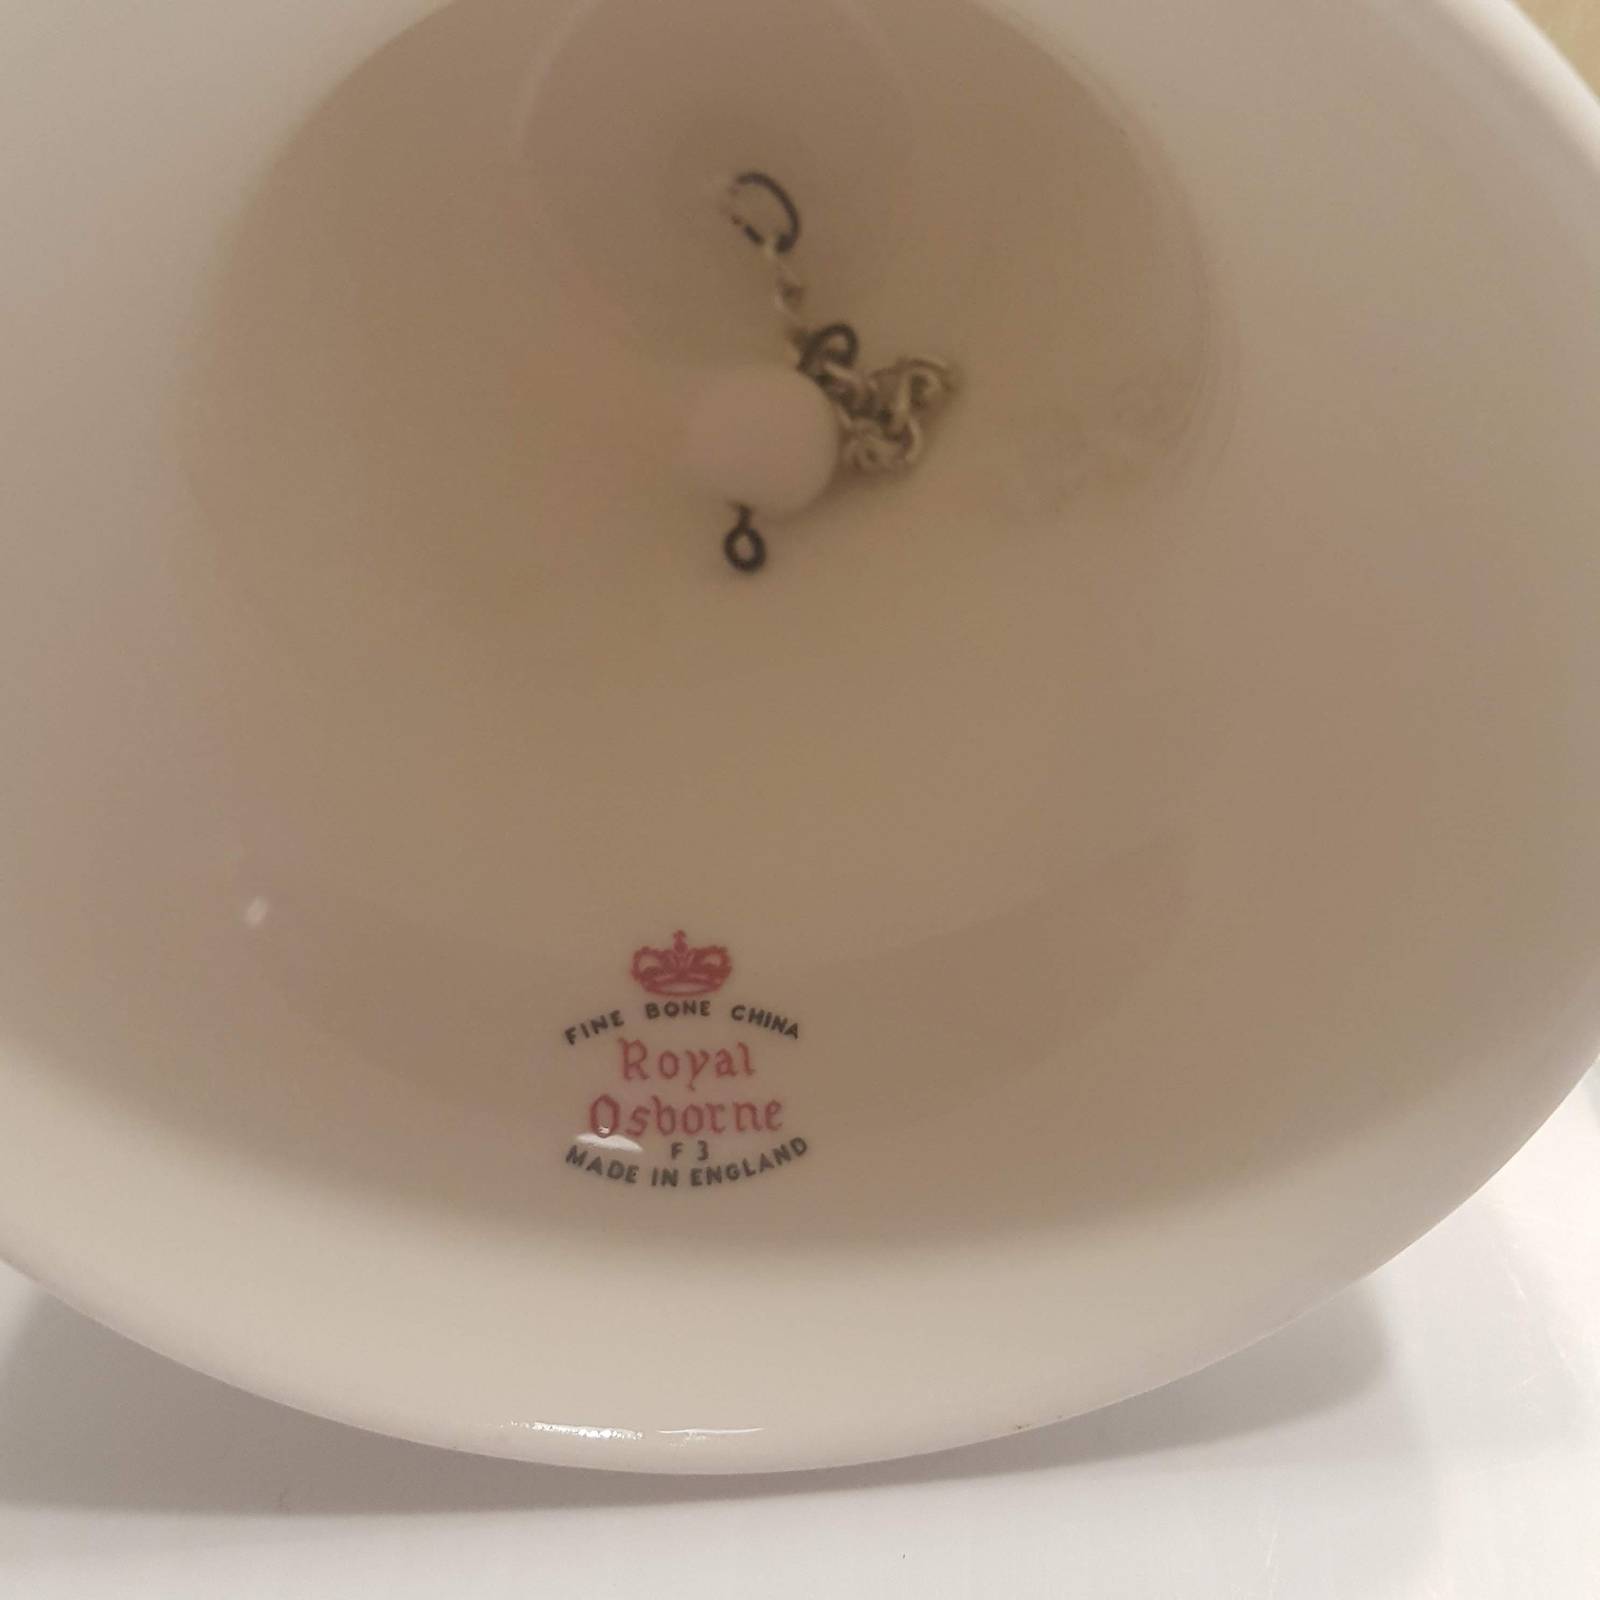 FINE BONE CHINA
Royal
Osborne
F 3
MADE IN ENGLAND